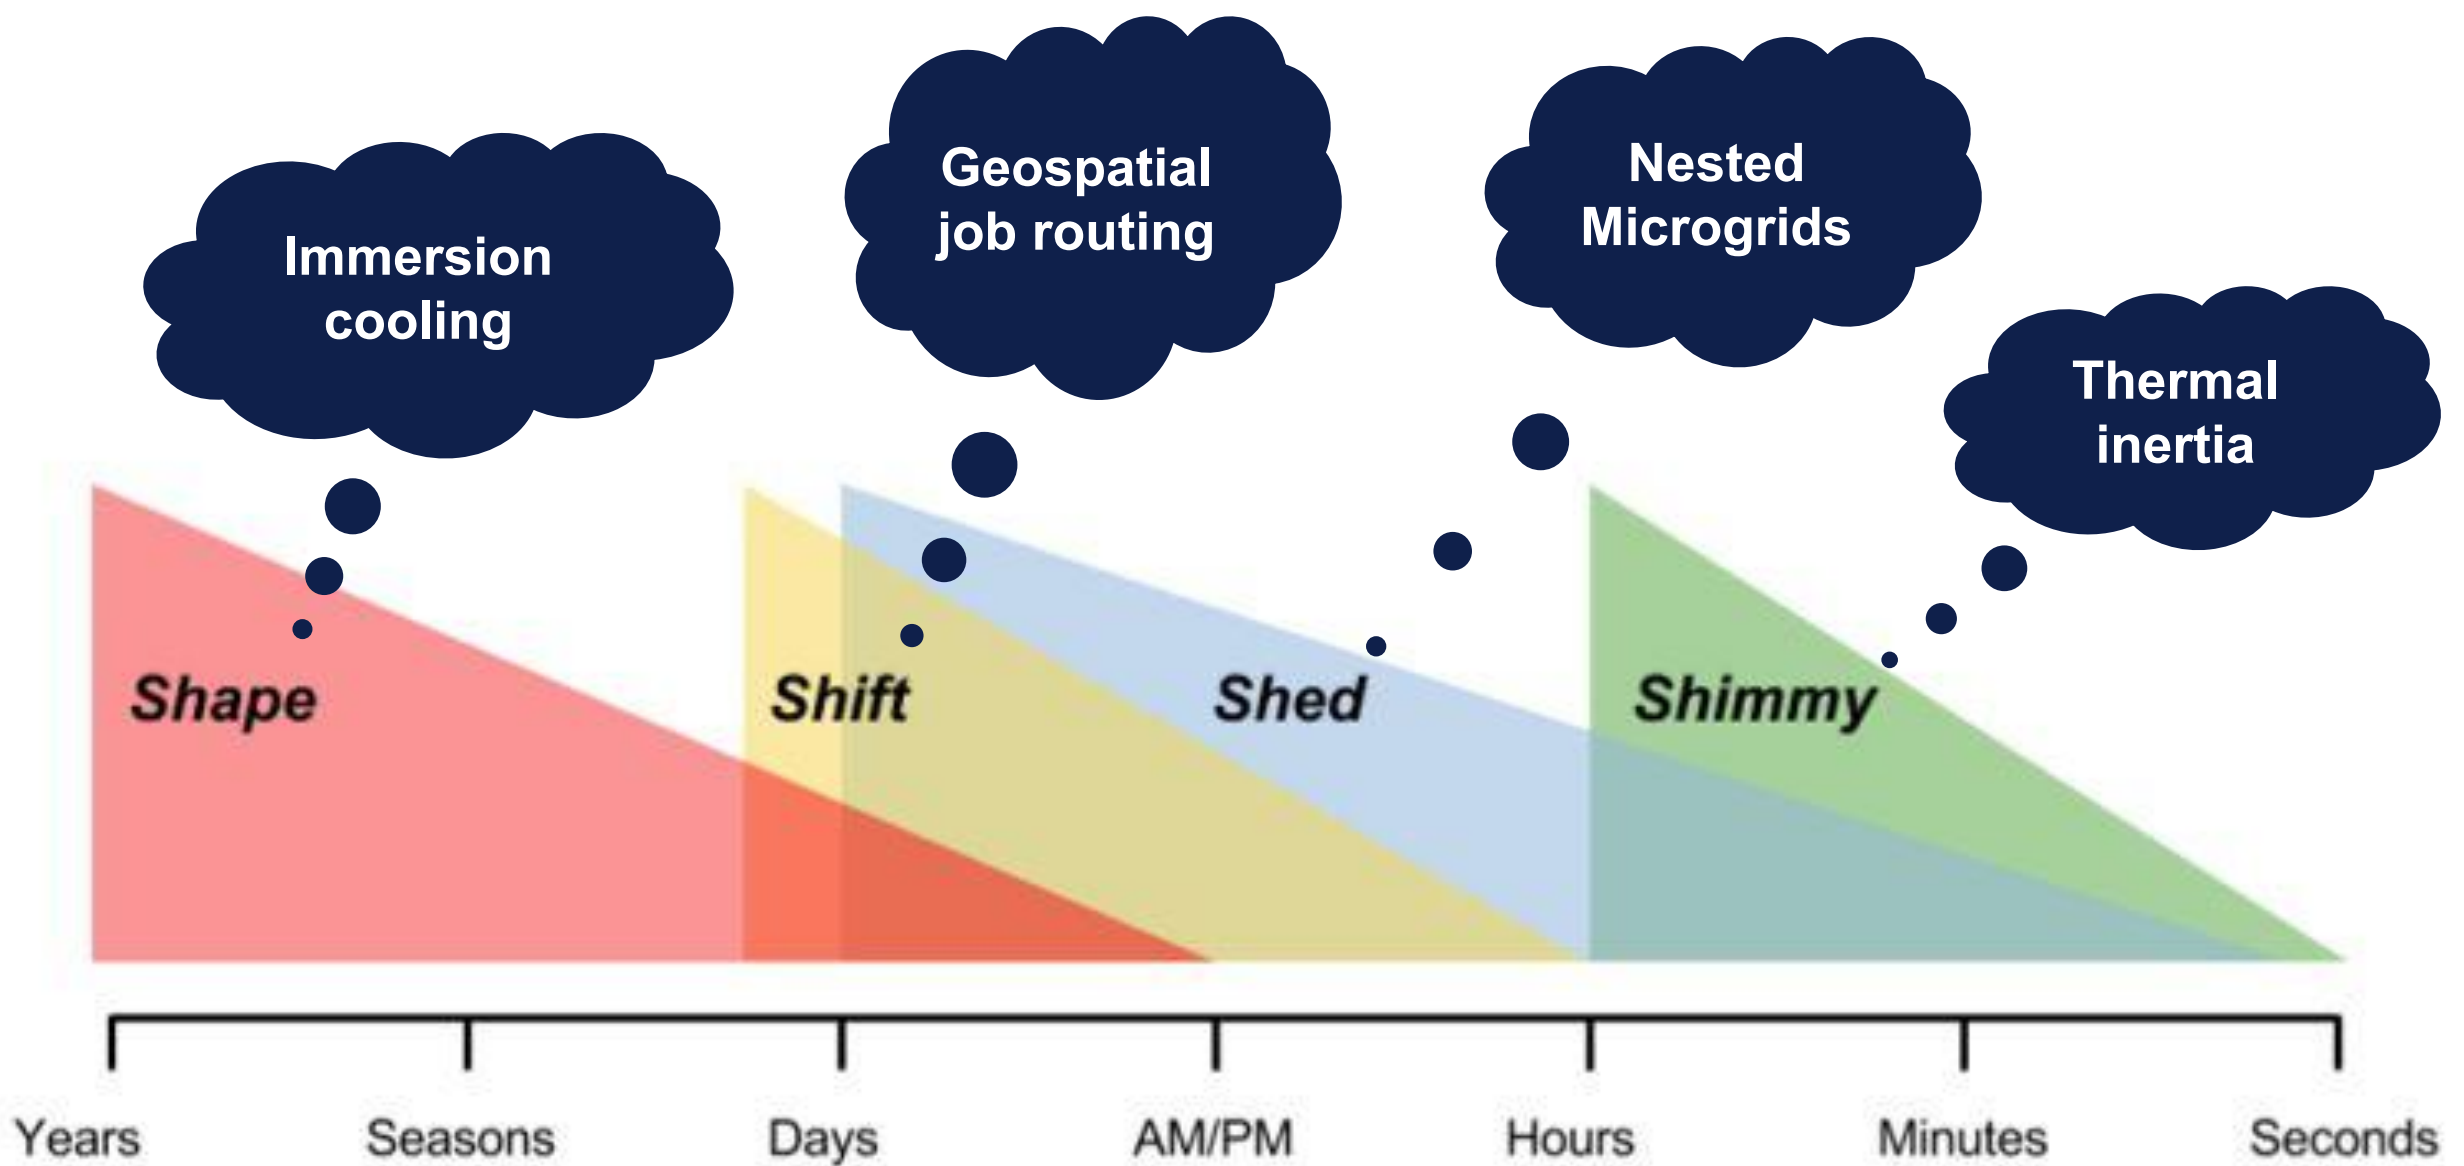 Immersion
cooling
Geospatial
job routing
Nested
Microgrids
Thermal
inertia
Shape
Shift
Shed
Shimmy
Years
Seasons
Days
AM/PM
Hours
Minutes
Seconds